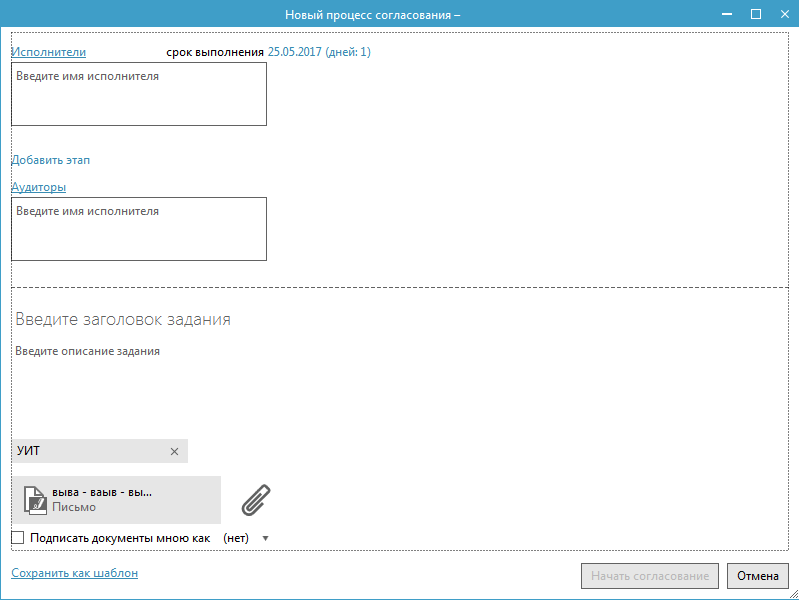 Новый процесс согласования –
Исполнители срок выполнения 25.05.2017 (дней: 1)
Введите имя исполнителя
Добавить этап
Аудиторы
Введите имя исполнителя
Введите заголовок задания
Введите описание задания
УИТ
выва - ваыв - вы...
Письмо
Подписать документы мною как (нет)
Сохранить как шаблон
Начать согласование Отмена